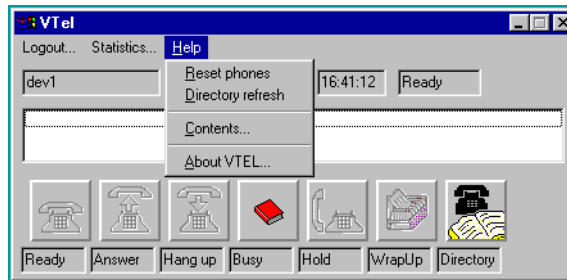 VTel
Logout... Statistics... Help
Reset phones
dev1 16:41:12 Ready
Directory refresh
Contents...
About VTEL...
Ready Answer Hang up Busy Hold WrapUp Directory